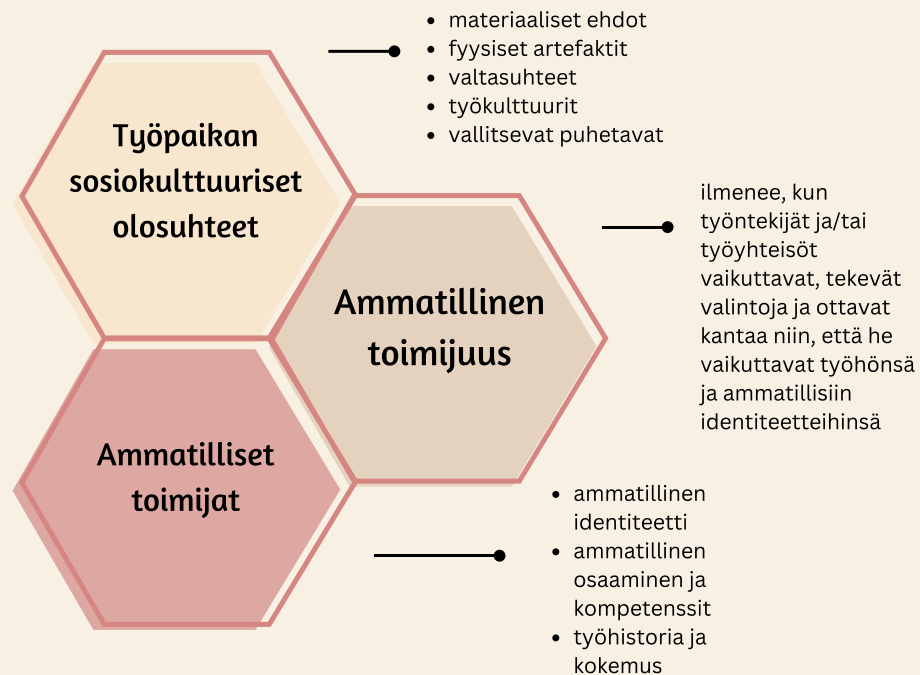 Työpaikan
sosiokulttuuriset
olosuhteet
• materiaaliset ehdot
• fyysiset artefaktit
• valtasuhteet
• työkulttuurit
• vallitsevat puhetavat
Ammatillinen
toimijuus
ilmenee, kun
työntekijät ja/tai
työyhteisöt
vaikuttavat, tekevät
valintoja ja ottavat
kantaa niin, että he
vaikuttavat työhönsä
ja ammatillisiin
identiteetteihinsä
Ammatilliset
toimijat
• ammatillinen
identiteetti
• ammatillinen
osaaminen ja
kompetenssit
• työhistoria ja
kokemus